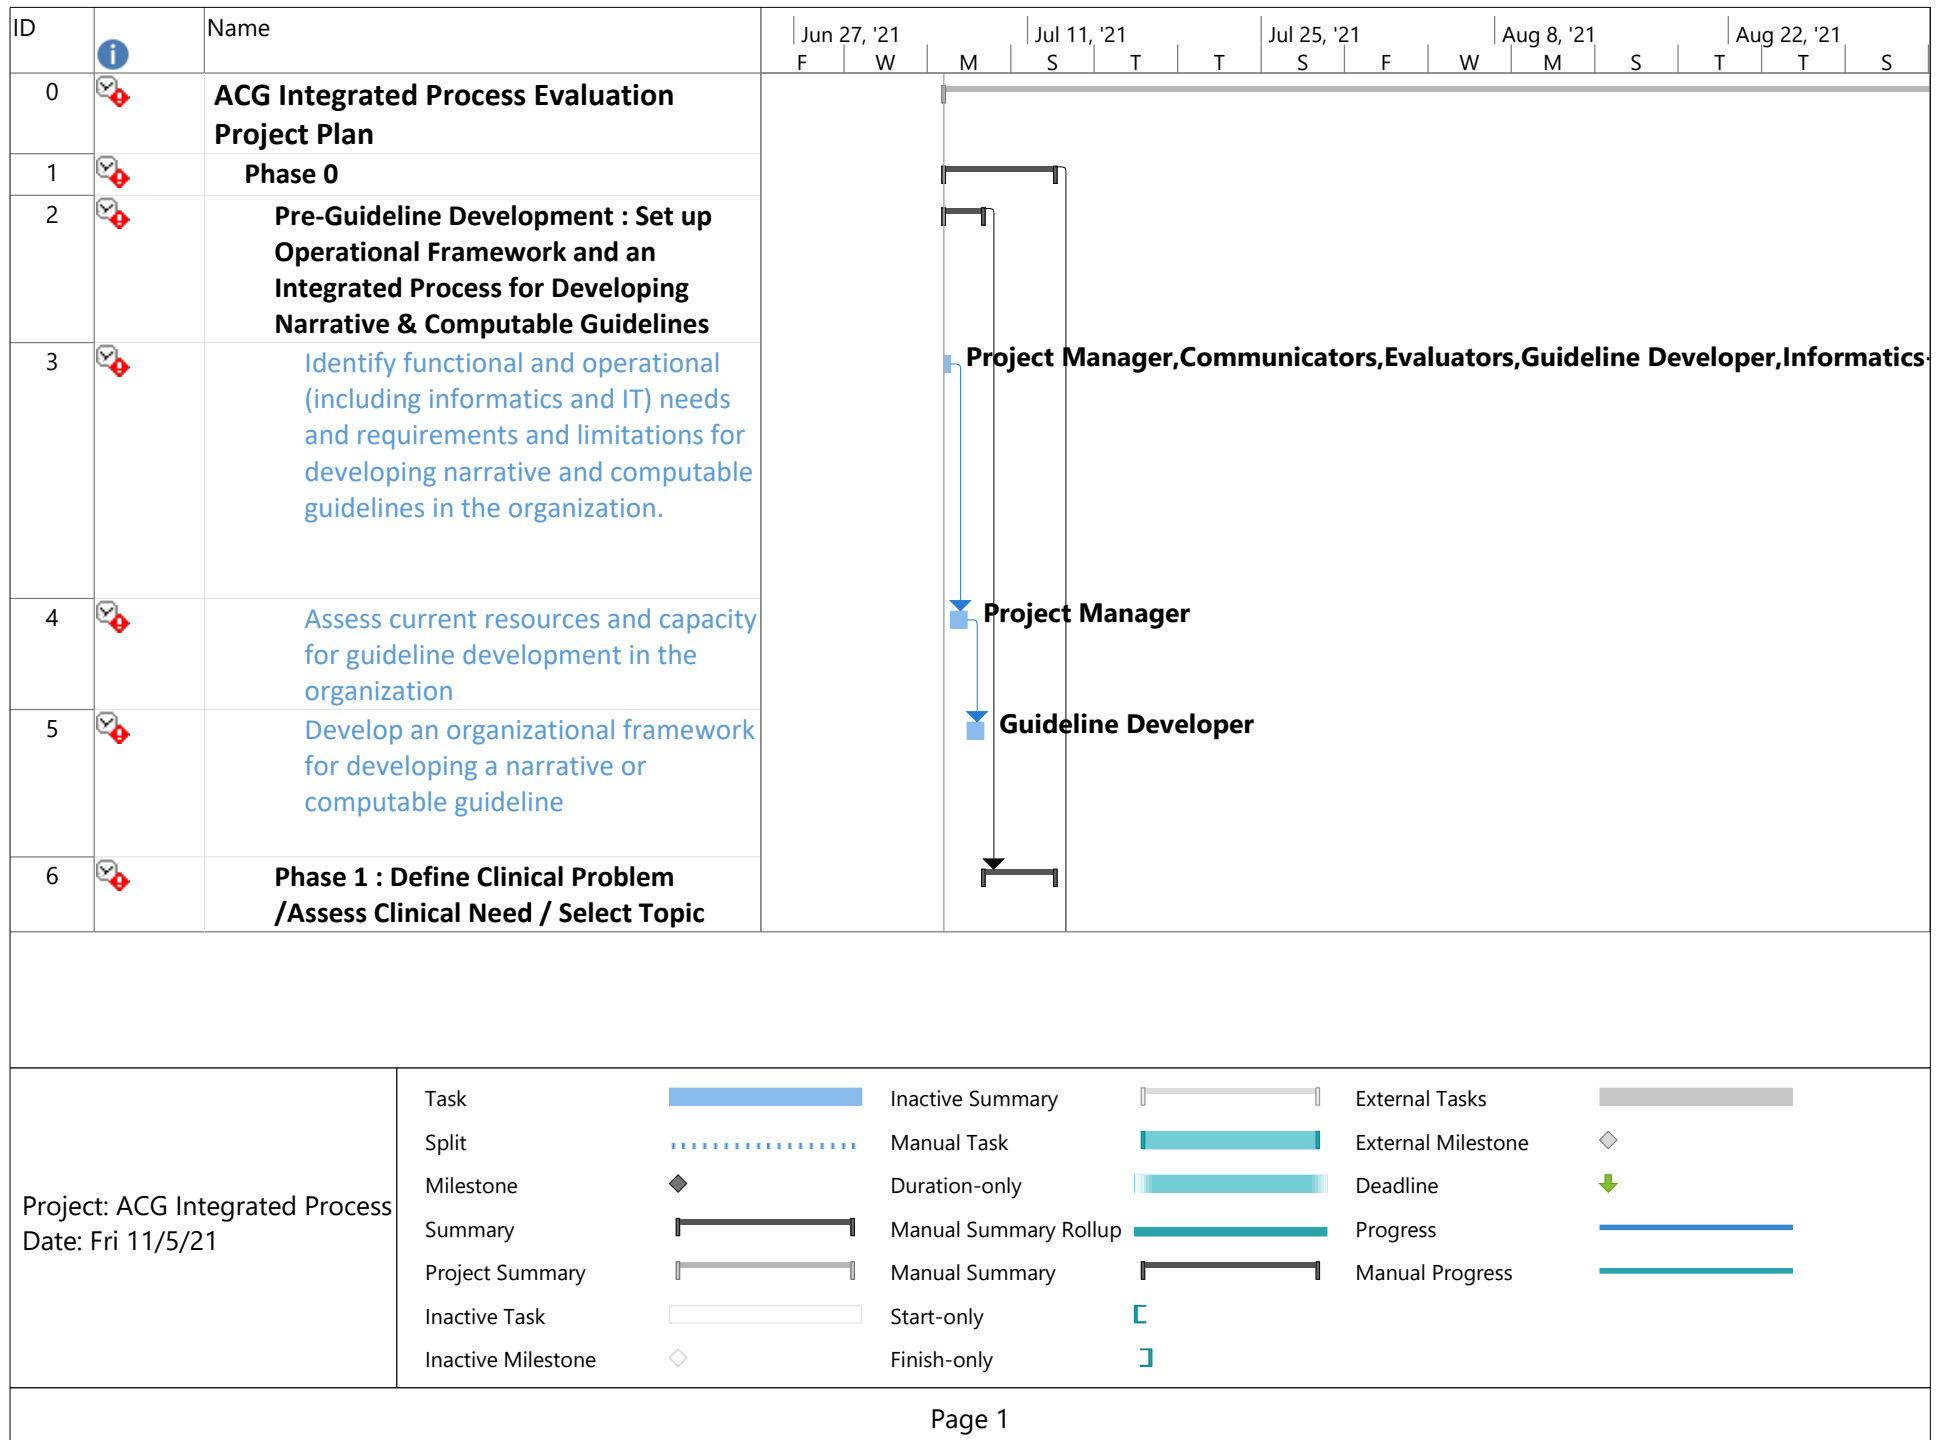 ID
Name
Jun 27, '21
Jul 11, '21
Jul 25, '21
Aug 8, '21
Aug 22, '21
F W M S T T S F W M S T T S
0
ACG Integrated Process Evaluation
Project Plan
1
Phase 0
2
Pre-Guideline Development : Set up
Operational Framework and an
Integrated Process for Developing
Narrative & Computable Guidelines
3
Identify functional and operational
(including informatics and IT) needs
and requirements and limitations for
developing narrative and computable
guidelines in the organization.
Project Manager,Communicators,Evaluators,Guideline Developer,Informatics-
4
Assess current resources and capacity
for guideline development in the
organization
Project Manager
5
Develop an organizational framework
for developing a narrative or
computable guideline
Guideline Developer
6
Phase 1 : Define Clinical Problem
/Assess Clinical Need / Select Topic
Project: ACG Integrated Process
Date: Fri 11/5/21
Task
Split
Milestone
Summary
Project Summary
Inactive Task
Inactive Milestone
Inactive Summary
Manual Task
Duration-only
Manual Summary Rollup
Manual Summary
Start-only
Finish-only
External Tasks
External Milestone
Deadline
Progress
Manual Progress
Page 1